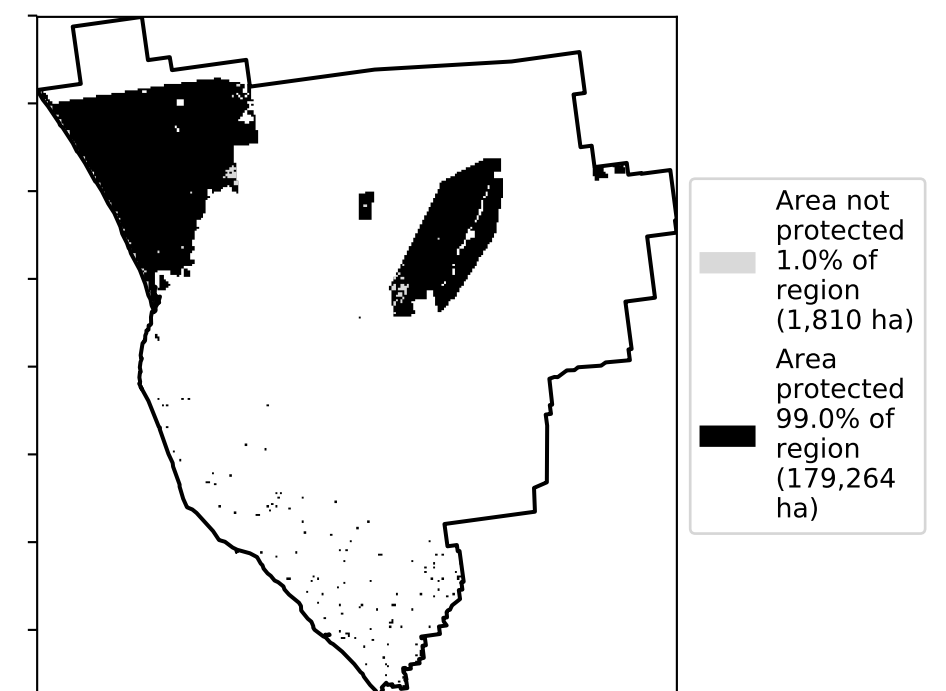 Area not
protected
1.0% of
region
(1,810 ha)
Area
protected
99.0% of
region
(179,264
ha)